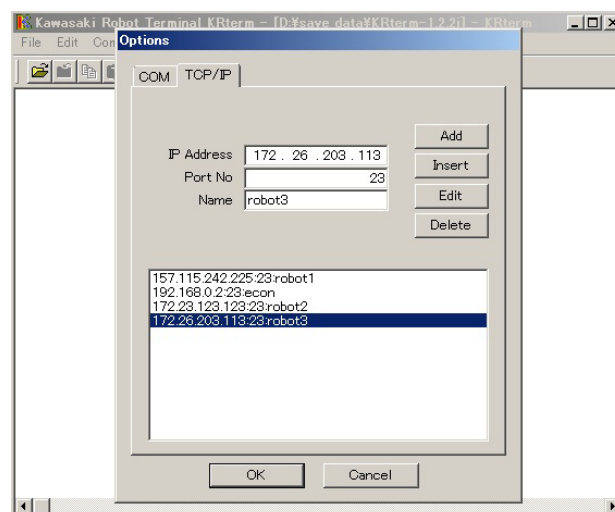 Kawasaki Robot Terminal KRterm - [D:¥save data¥KRterm-1.2.2i] - KRterm
File Edit Com
Options
COM TCP/IP
IP Address 172 . 26 . 203 . 113
Port No 23
Name robot3
Add
Insert
Edit
Delete
157.115.242.225:23:robot1
192.168.0.2:23:econ
172.23.123.123:23:robot2
172.26.203.113:23:robot3
OK Cancel